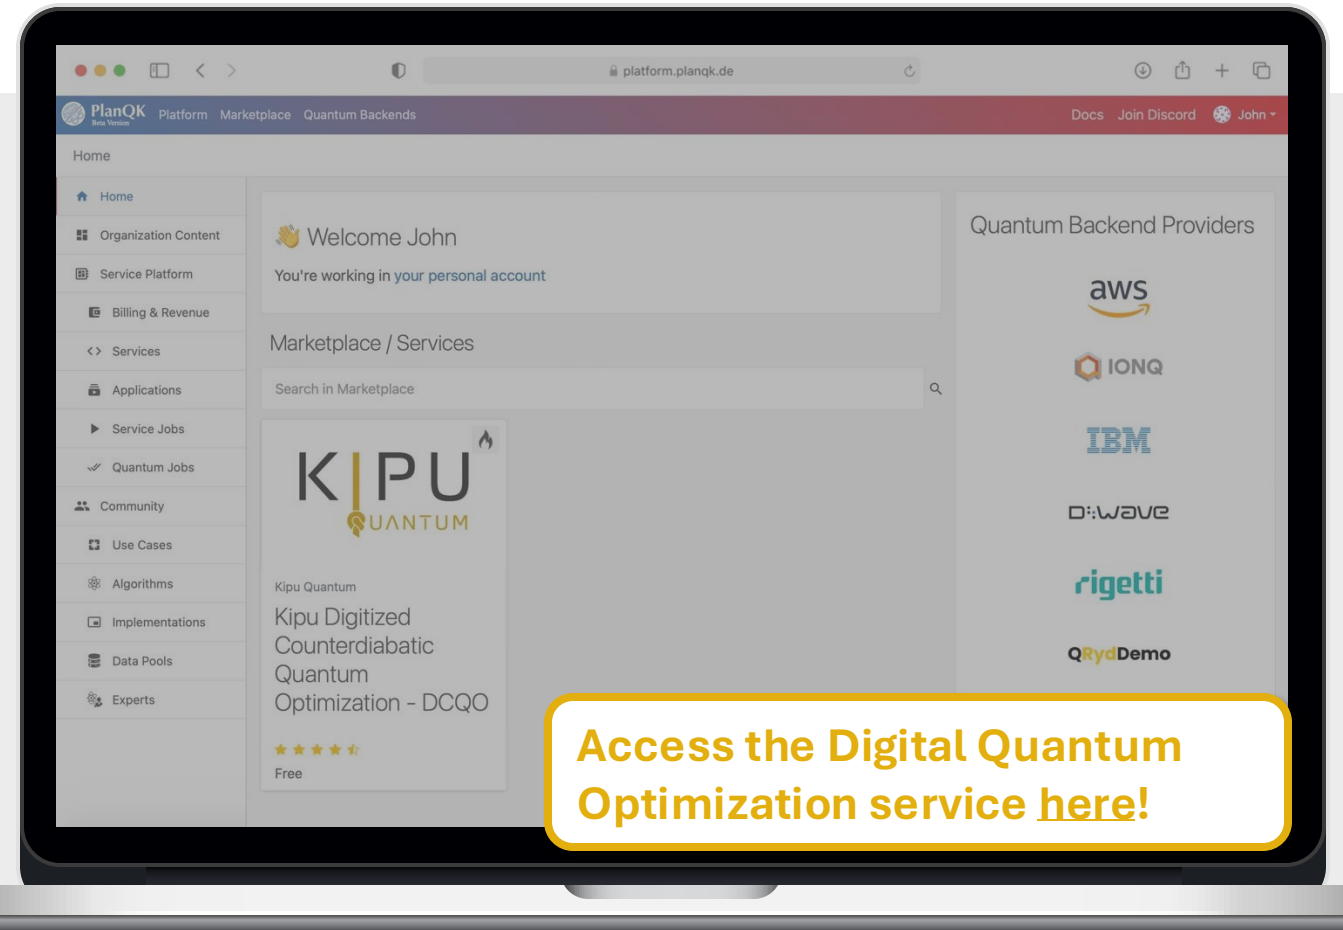 platform.planqk.de
PlanQK
Beta Version
Platform Marketplace Quantum Backends
Docs Join Discord John
Home
Home
Organization Content
Service Platform
Billing & Revenue
Services
Applications
Service Jobs
Quantum Jobs
Community
Use Cases
Algorithms
Implementations
Data Pools
Experts
👋 Welcome John
You're working in your personal account
Marketplace / Services
Search in Marketplace
KIPU
QUANTUM
Kipu Quantum
Kipu Digitized
Counterdiabatic
Quantum
Optimization - DCQO
Free
Quantum Backend Providers
aws
IONQ
IBM
D:wave
rigetti
QRydDemo
Access the Digital Quantum
Optimization service here!